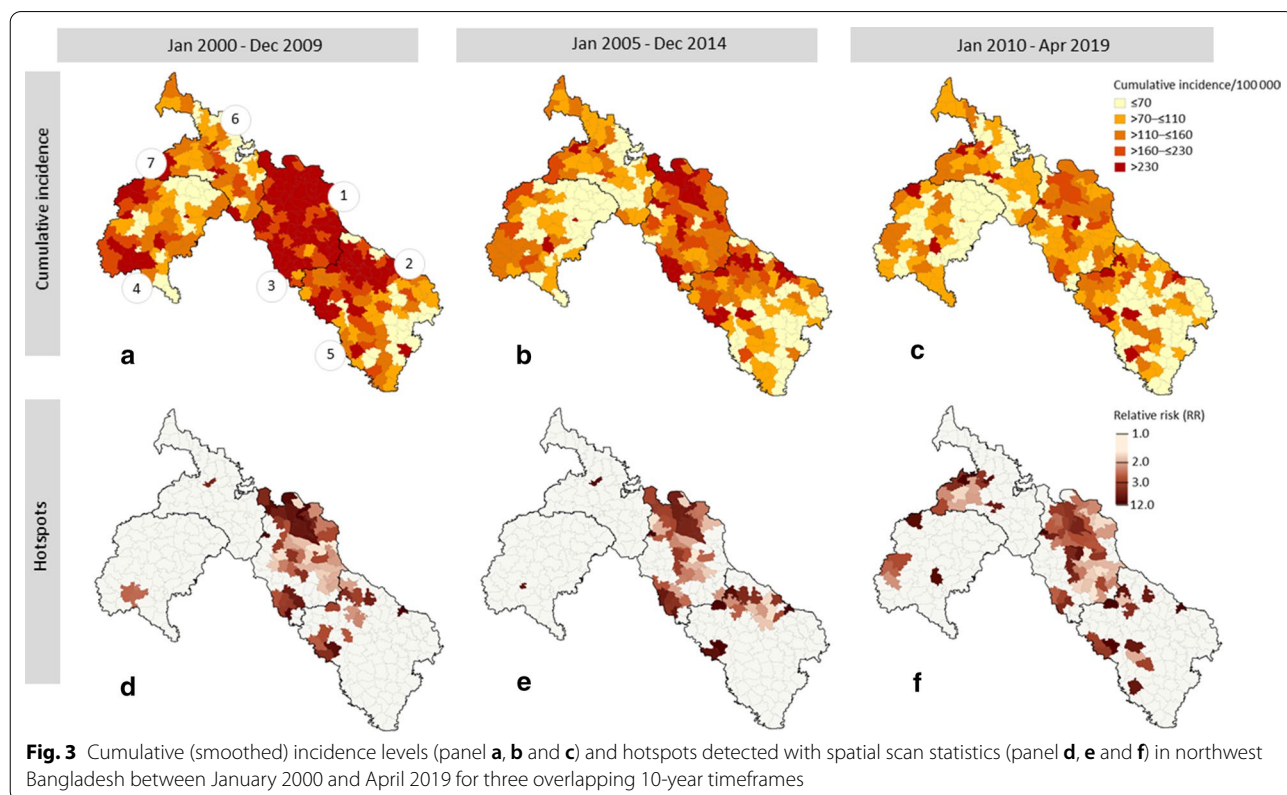 Jan 2000 - Dec 2009
Jan 2005 - Dec 2014
Jan 2010 - Apr 2019
Cumulative incidence
Cumulative incidence/100 000
≤70
>70–≤110
>110–≤160
>160–≤230
>230
6
7
1
2
3
4
5
a
b
c
Hotspots
Relative risk (RR)
1.0
2.0
3.0
12.0
d
e
f
Fig. 3 Cumulative (smoothed) incidence levels (panel a, b and c) and hotspots detected with spatial scan statistics (panel d, e and f) in northwest
Bangladesh between January 2000 and April 2019 for three overlapping 10-year timeframes